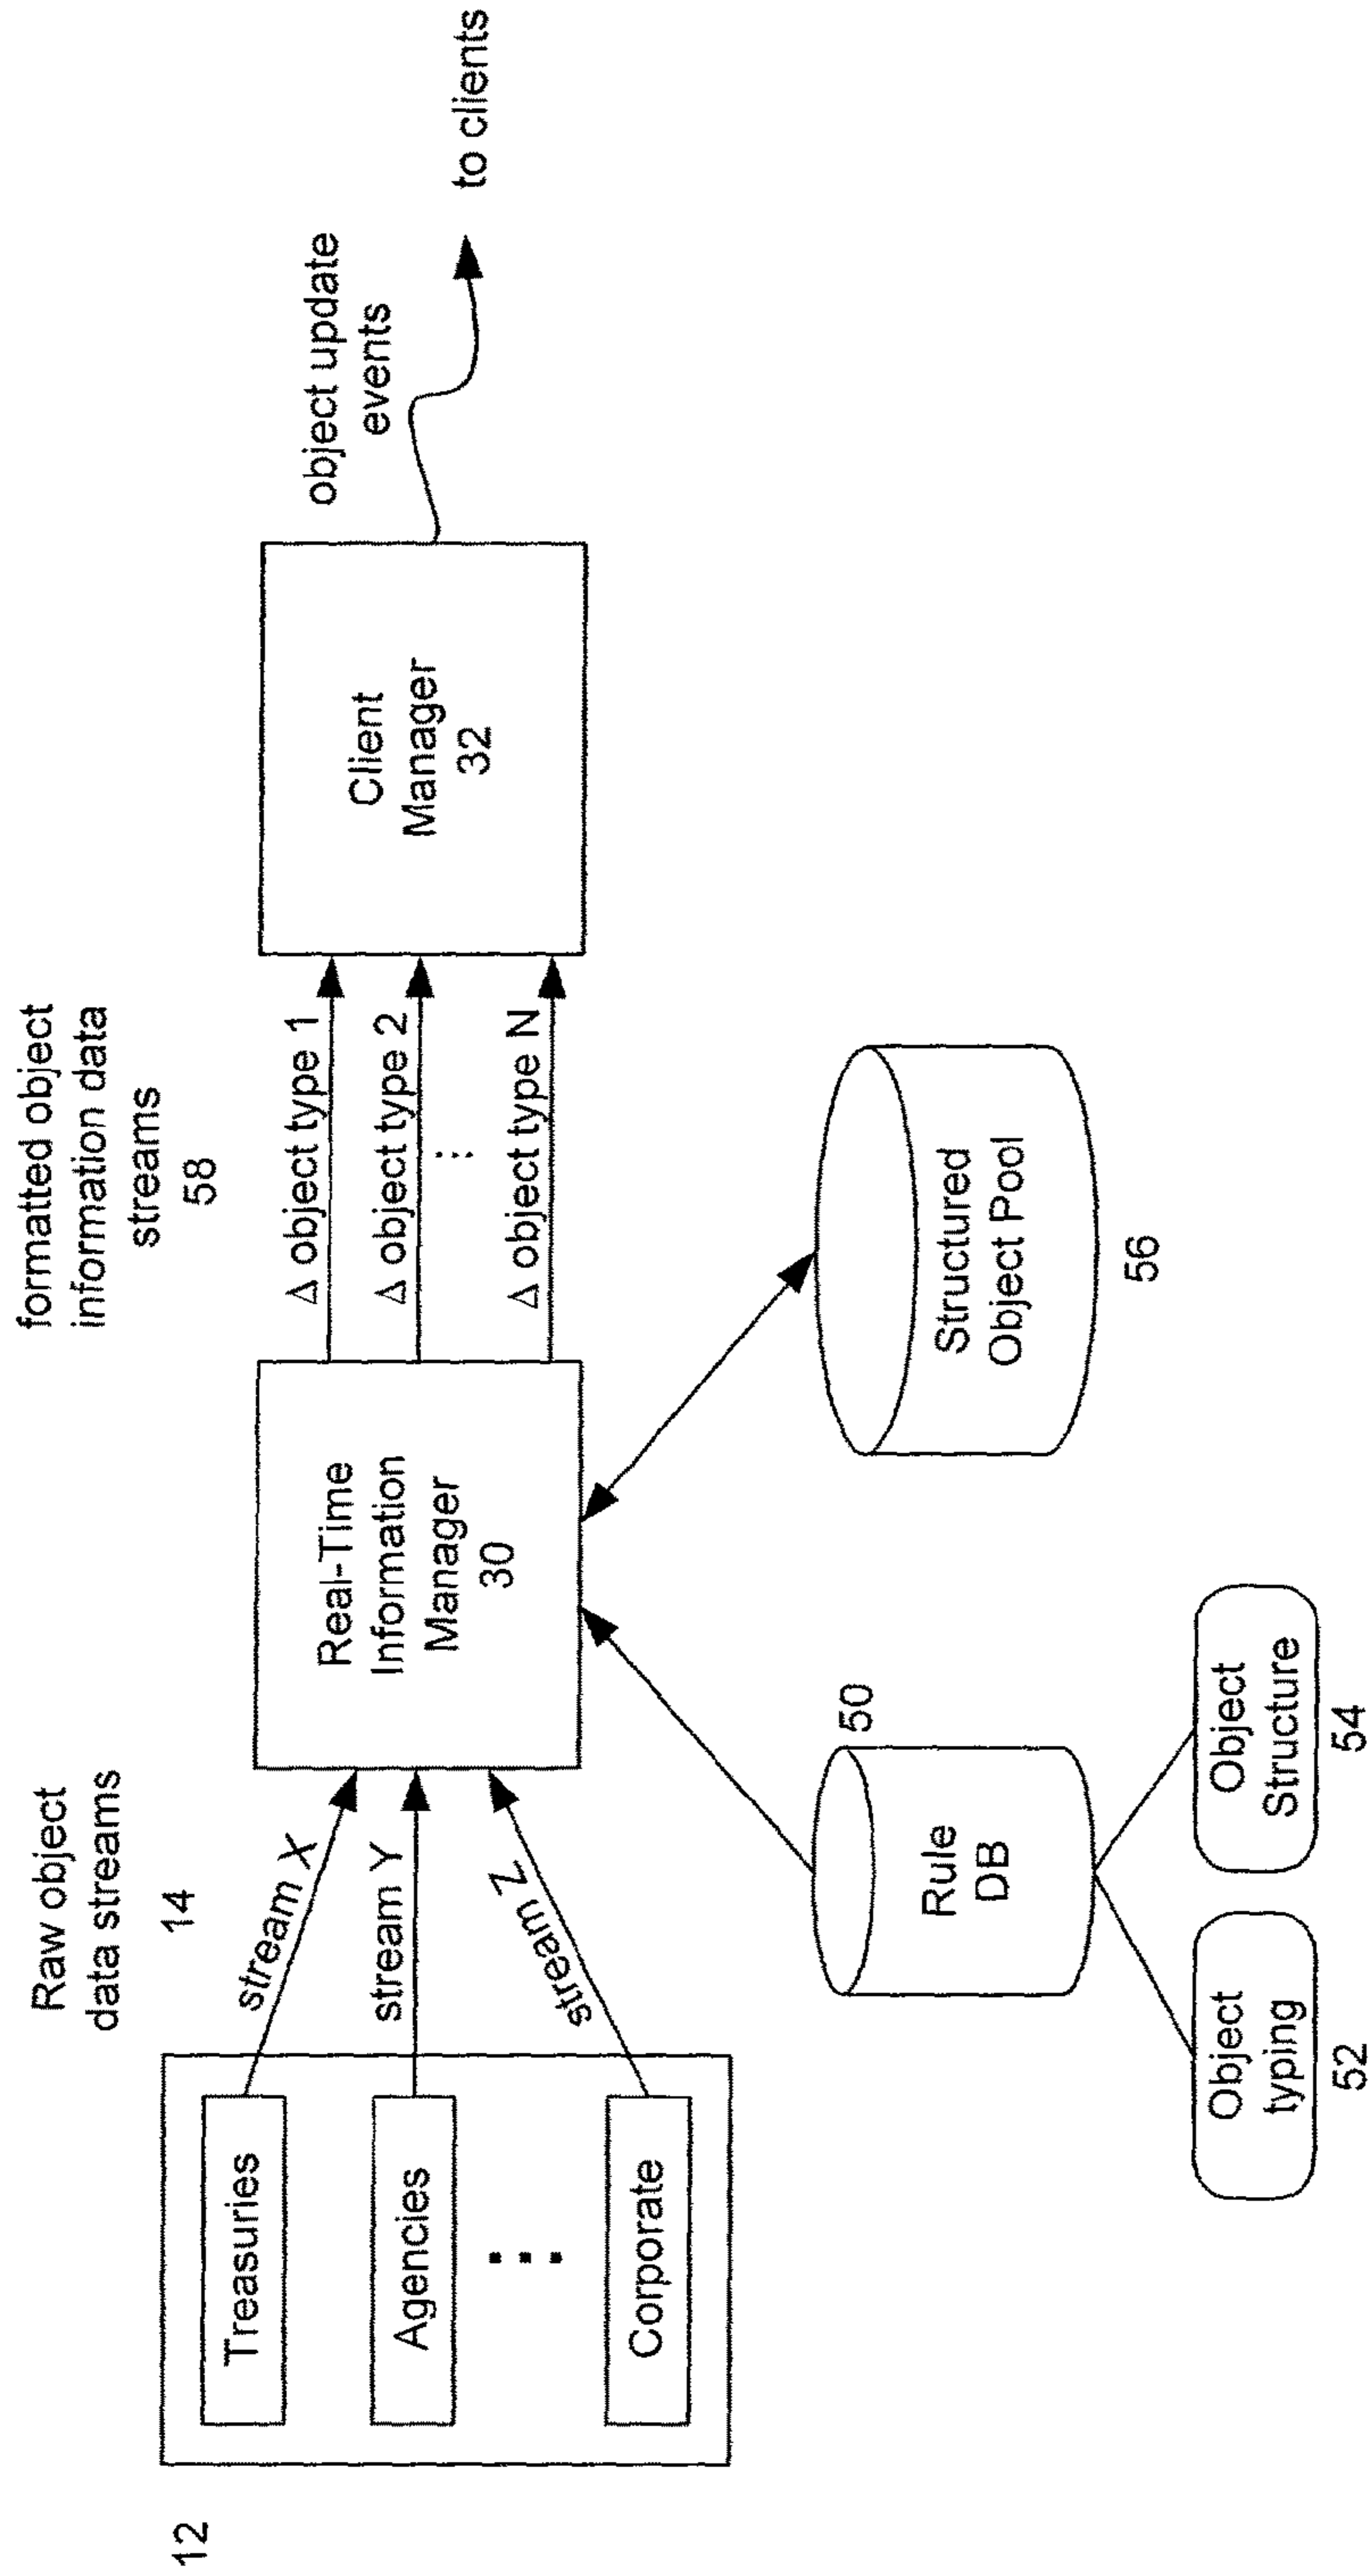 12
Treasuries
Agencies
Corporate
Raw object
data streams
14
stream X
stream Y
stream Z
Real-Time
Information
Manager
30
formatted object
information data
streams
58
Δ object type 1
Δ object type 2
Δ object type N
Client
Manager
32
object update
events
to clients
Rule
DB
50
Object
typing
52
Object
Structure
54
Structured
Object Pool
56